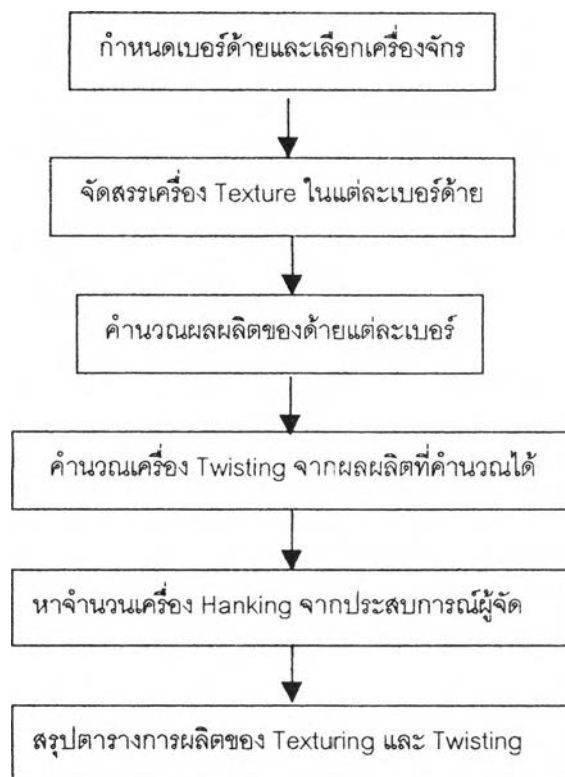 กำหนดเบอร์ด้ายและเลือกเครื่องจักร
จัดสรรเครื่อง Texture ในแต่ละเบอร์ด้าย
คำนวณผลผลิตของด้ายแต่ละเบอร์
คำนวณเครื่อง Twisting จากผลผลิตที่คำนวณได้
หาจำนวนเครื่อง Hanking จากประสบการณ์ผู้จัด
สรุปตารางการผลิตของ Texturing และ Twisting